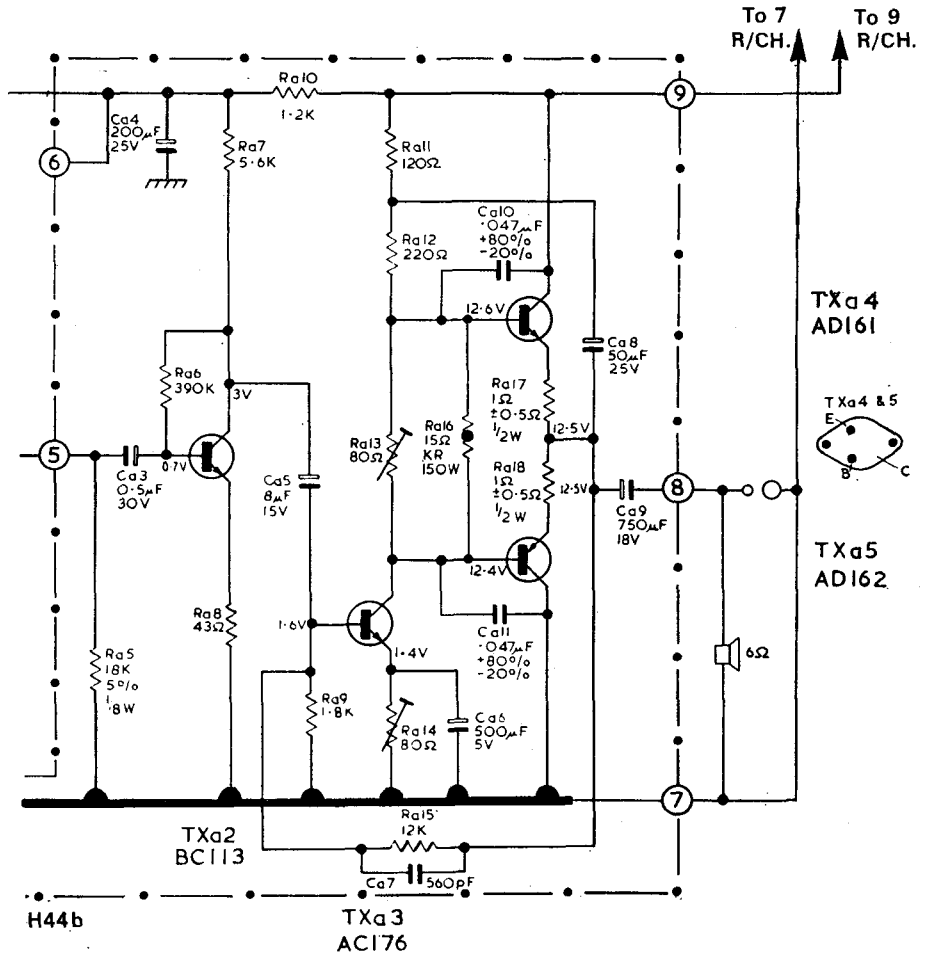 To 7
R/CH.
To 9
R/CH.
Ra10
1·2K
9
Ca4
200µF
25V
Ra7
5·6K
Ra11
120Ω
6
Ca10
·047µF
+80%
-20%
Ra12
220Ω
12·6V
TXa4
AD161
Ca8
50µF
25V
Ra6
390K
3V
Ra17
1Ω
±0·5Ω
1/2W
TXa4 & 5
E
B
C
12·5V
Ra16
15Ω
KR
150W
Ra13
80Ω
5
0·7V
Ca3
0·5µF
30V
Ca5
8µF
15V
Ra18
1Ω
±0·5Ω
1/2W
12·5V
8
Ca9
750µF
18V
12·4V
TXa5
AD162
Ra8
43Ω
1·6V
1·4V
Ca11
·047µF
+80%
-20%
6Ω
Ra5
18K
5%
Ra9
1·8K
Ra14
80Ω
Ca6
500µF
5V
7
Ra15
12K
TXa2
BC113
Ca7
560pF
H44b
TXa3
AC176